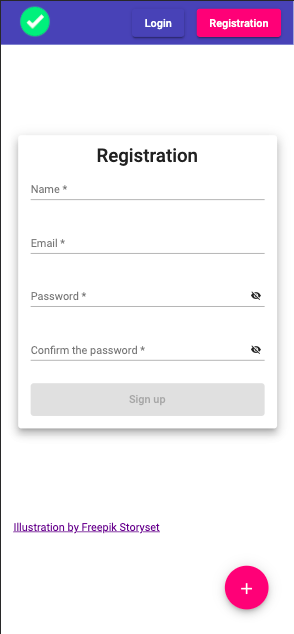 Login
Registration
Registration
Name *
Email *
Password *
Confirm the password *
Sign up
Illustration by Freepik Storyset
+